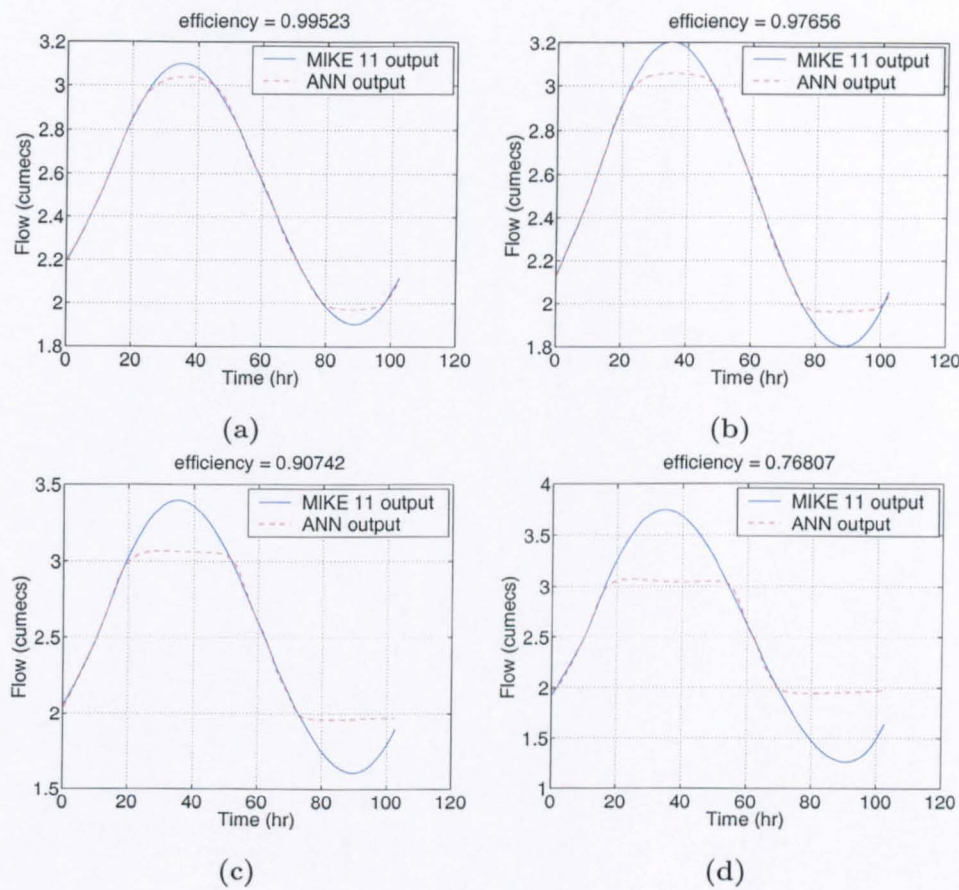 efficiency = 0.99523
3.2
3
2.8
2.6
2.4
2.2
2
1.8
Flow (cumecs)
MIKE 11 output
ANN output
0 20 40 60 80 100 120
Time (hr)
(a)
efficiency = 0.97656
3.2
3
2.8
2.6
2.4
2.2
2
1.8
Flow (cumecs)
MIKE 11 output
ANN output
0 20 40 60 80 100 120
Time (hr)
(b)
efficiency = 0.90742
3.5
3
2.5
2
1.5
Flow (cumecs)
MIKE 11 output
ANN output
0 20 40 60 80 100 120
Time (hr)
(c)
efficiency = 0.76807
4
3.5
3
2.5
2
1.5
1
Flow (cumecs)
MIKE 11 output
ANN output
0 20 40 60 80 100 120
Time (hr)
(d)